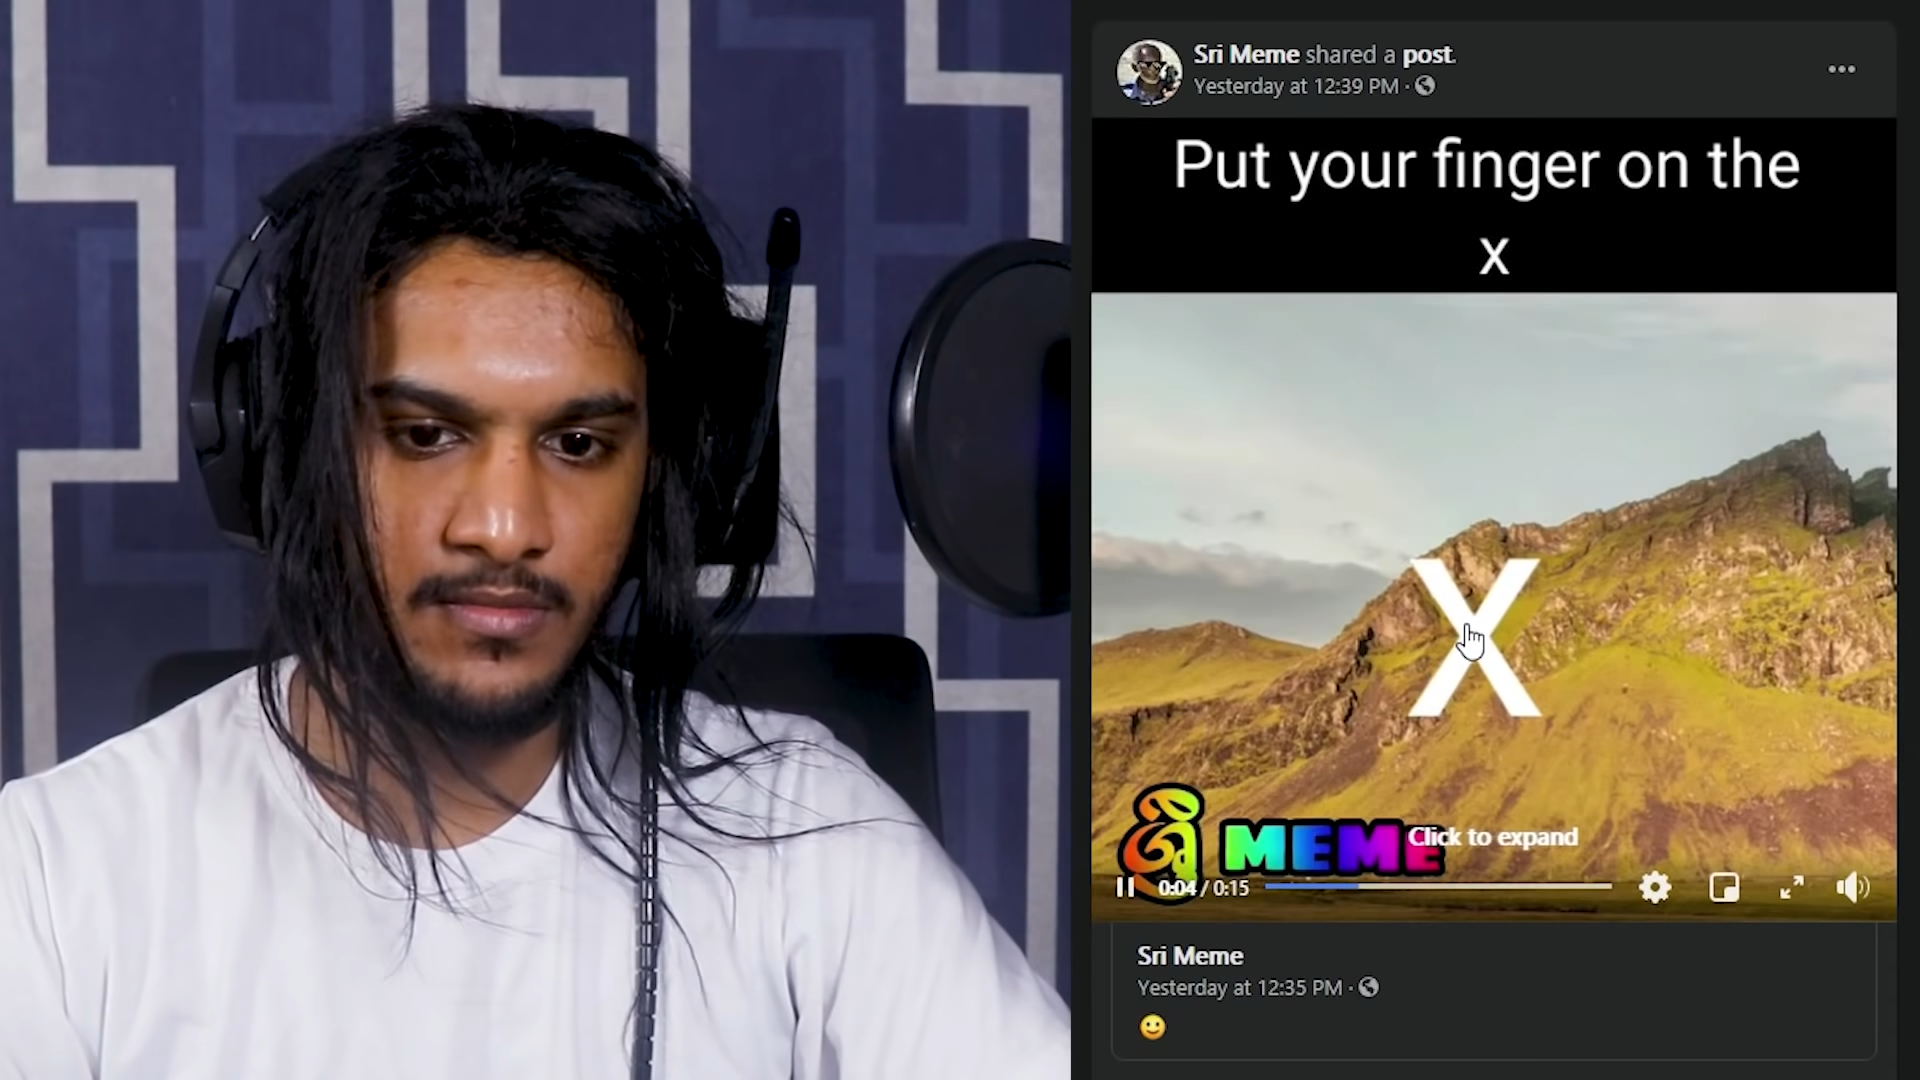 Sri Meme shared a post.
Yesterday at 12:39 PM ·
Put your finger on the
x
X
ශ්‍රී MEME
Click to expand
0:04 / 0:15
Sri Meme
Yesterday at 12:35 PM ·